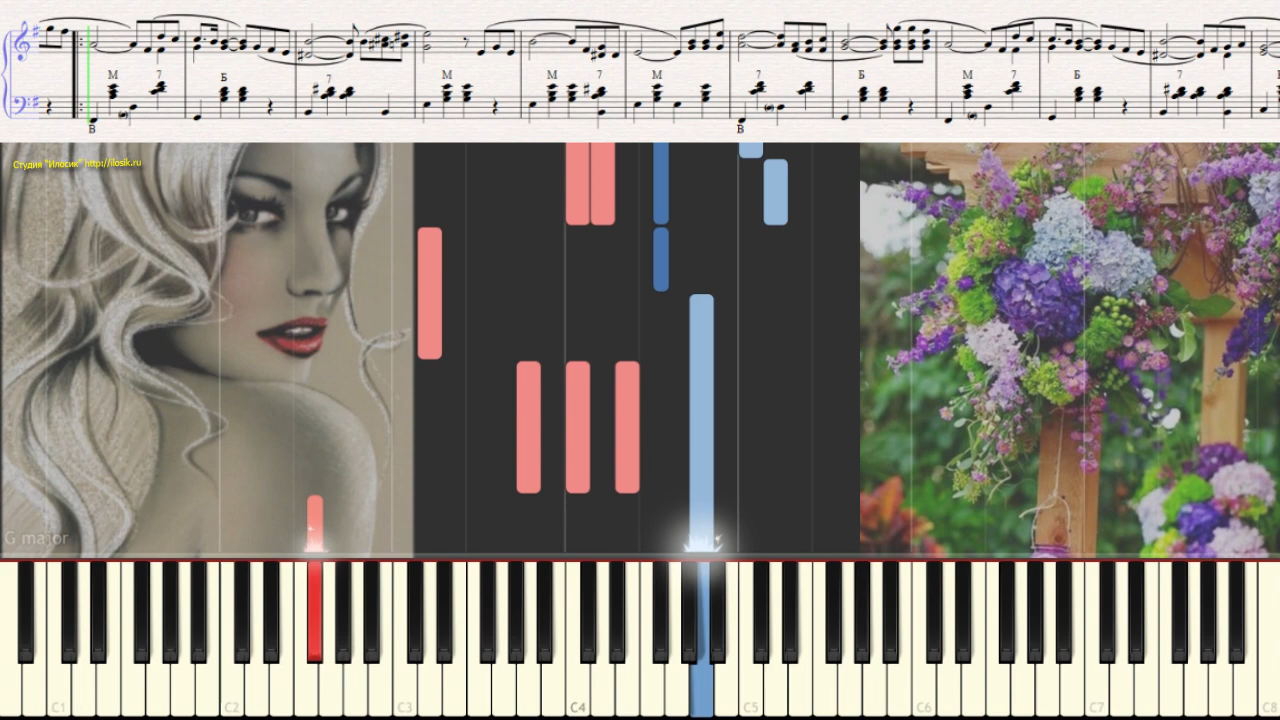 М 7 Б 7 М М 7 М 7 Б М 7 Б 7
В В
Студия "Илосик" http://ilosik.ru
G major
C1 C2 C3 C4 C5 C6 C7 C8